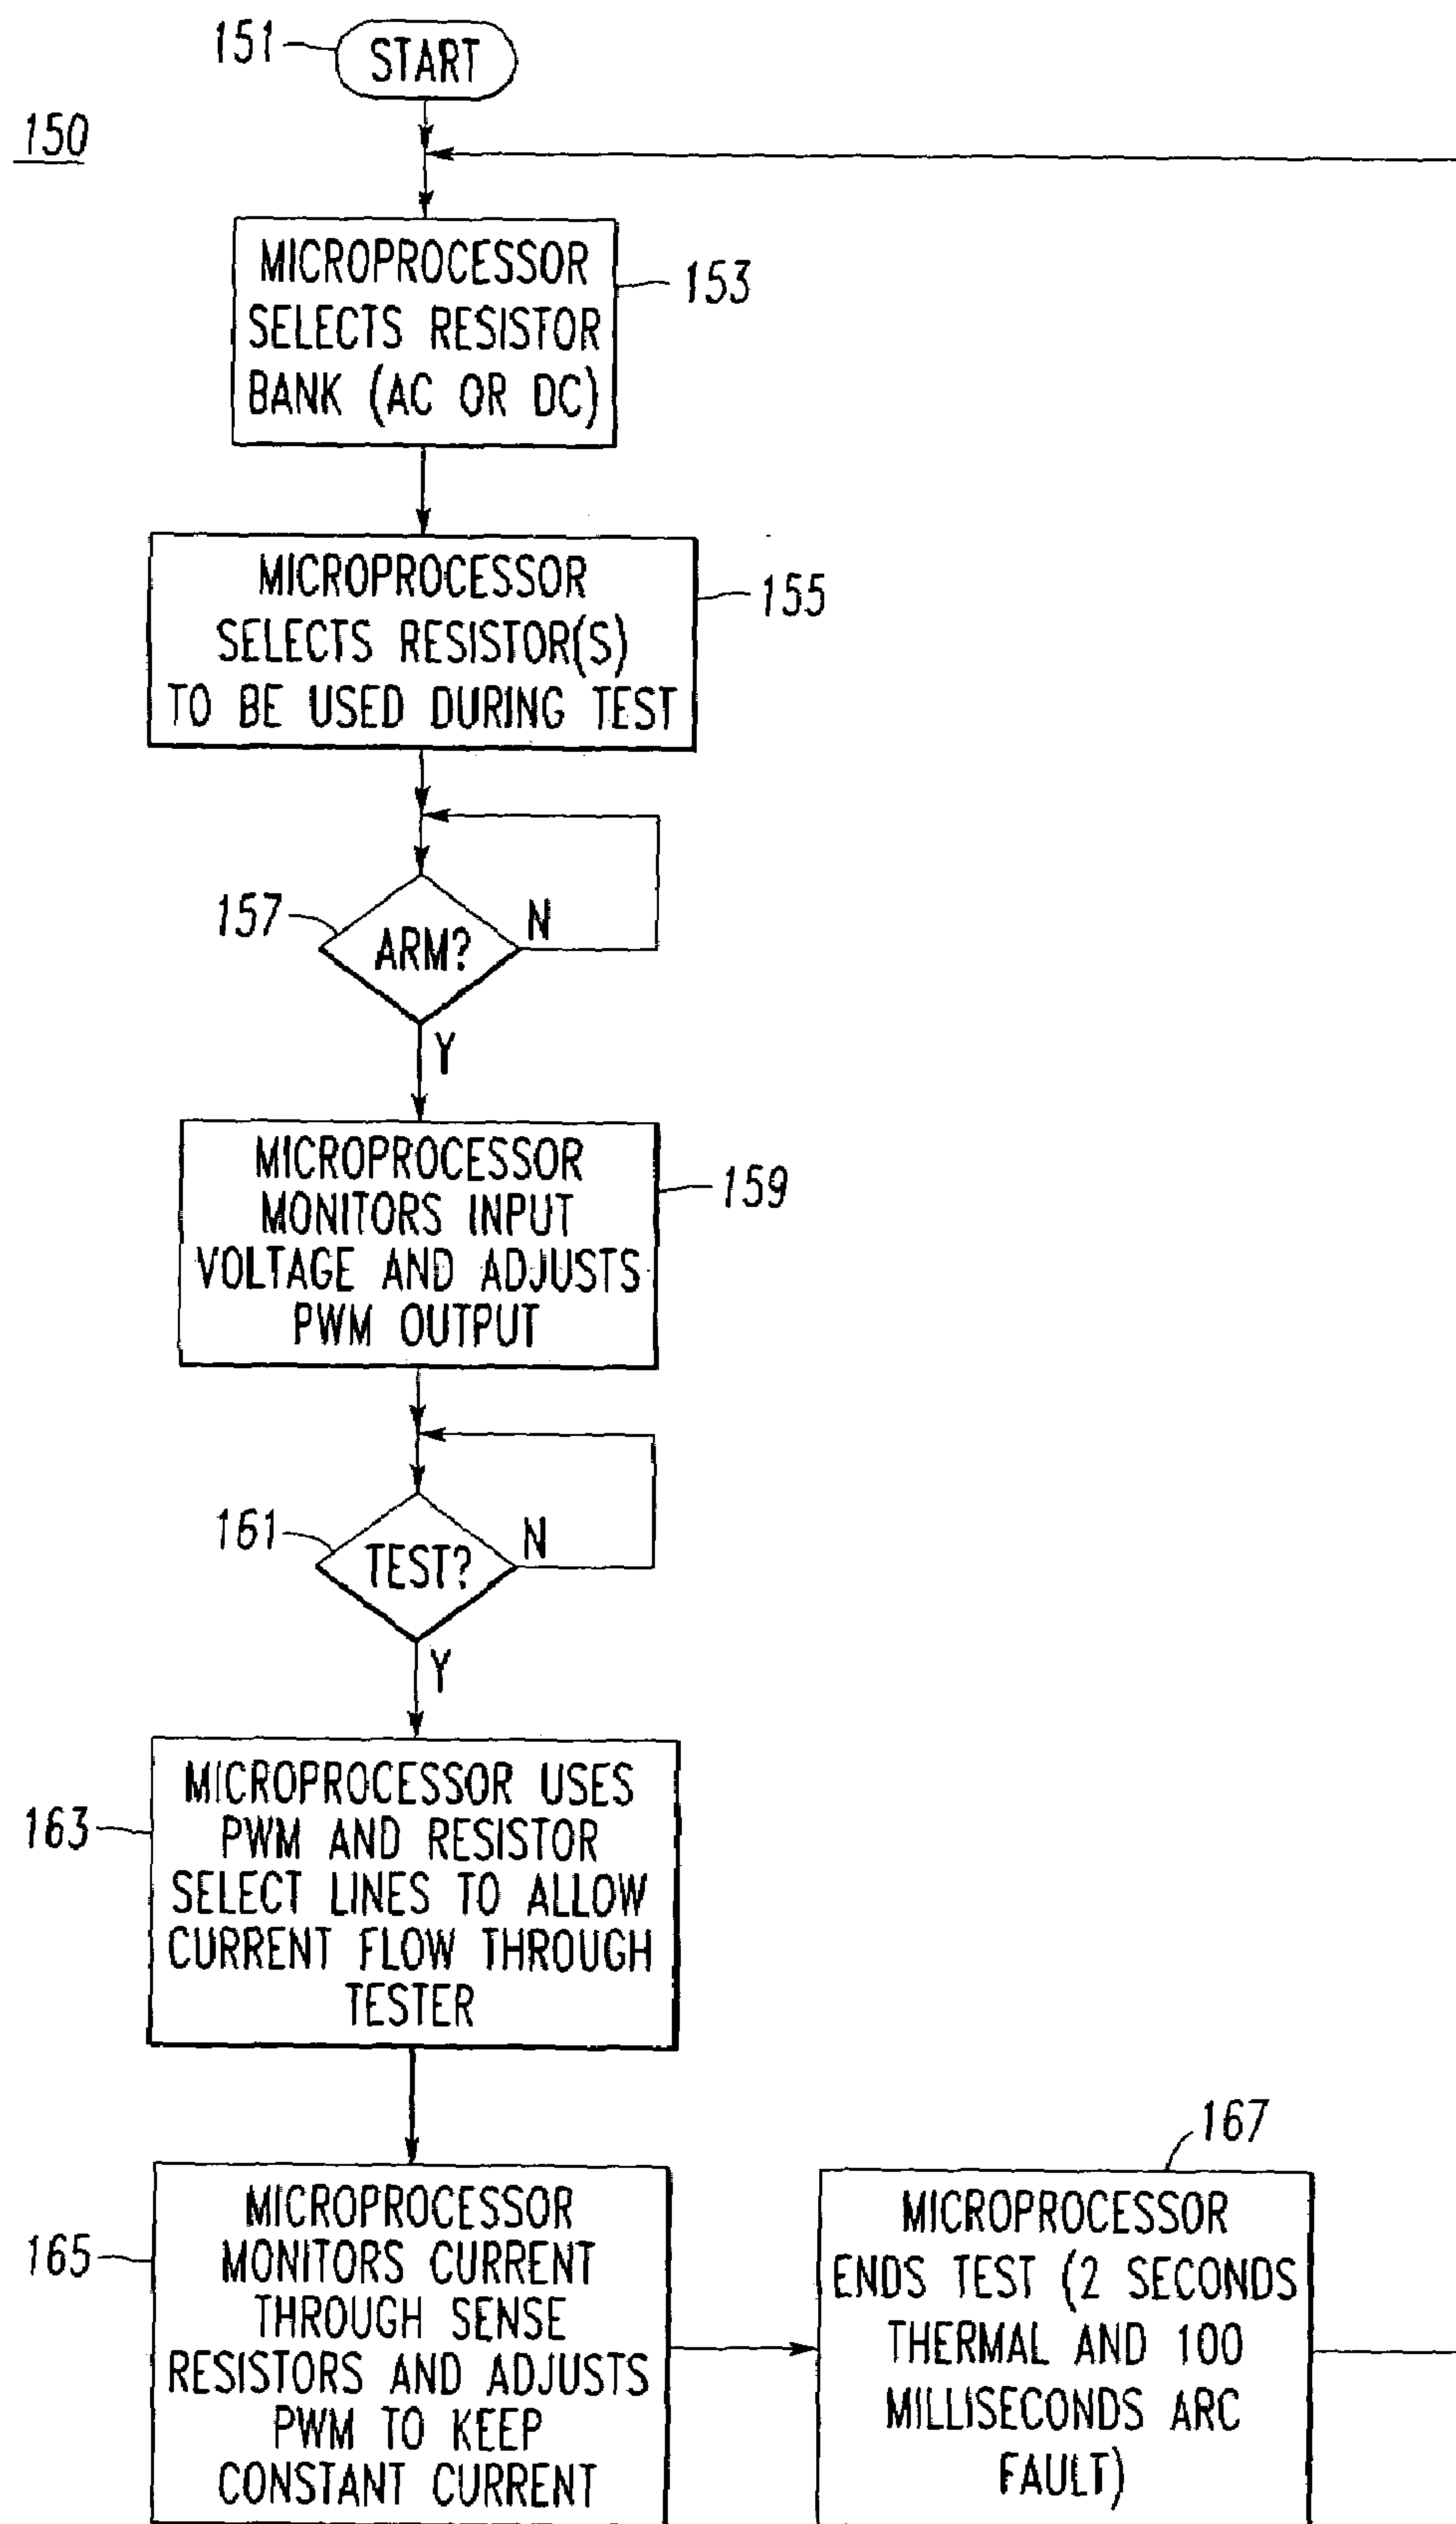 151
START
150
MICROPROCESSOR
SELECTS RESISTOR
BANK (AC OR DC)
153
MICROPROCESSOR
SELECTS RESISTOR(S)
TO BE USED DURING TEST
155
157
ARM?
N
Y
MICROPROCESSOR
MONITORS INPUT
VOLTAGE AND ADJUSTS
PWM OUTPUT
159
161
TEST?
N
Y
163
MICROPROCESSOR USES
PWM AND RESISTOR
SELECT LINES TO ALLOW
CURRENT FLOW THROUGH
TESTER
165
MICROPROCESSOR
MONITORS CURRENT
THROUGH SENSE
RESISTORS AND ADJUSTS
PWM TO KEEP
CONSTANT CURRENT
167
MICROPROCESSOR
ENDS TEST (2 SECONDS
THERMAL AND 100
MILLISECONDS ARC
FAULT)